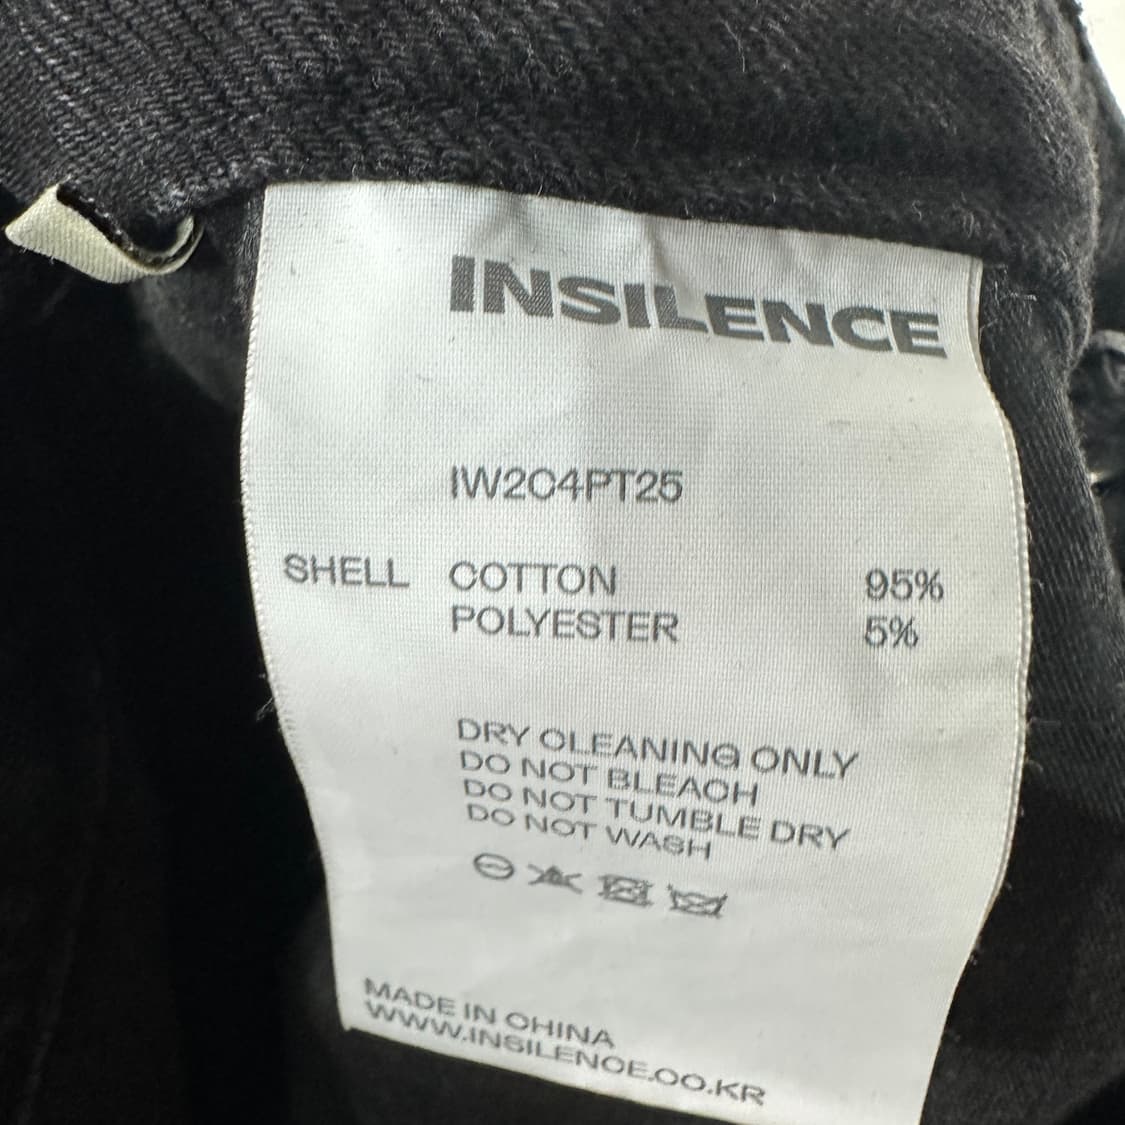 INSILENCE
IW204PT25
SHELL COTTON 95%
POLYESTER 5%
DRY CLEANING ONLY
DO NOT BLEACH
DO NOT TUMBLE DRY
DO NOT WASH
MADE IN CHINA
WWW.INSILENCE.CO.KR